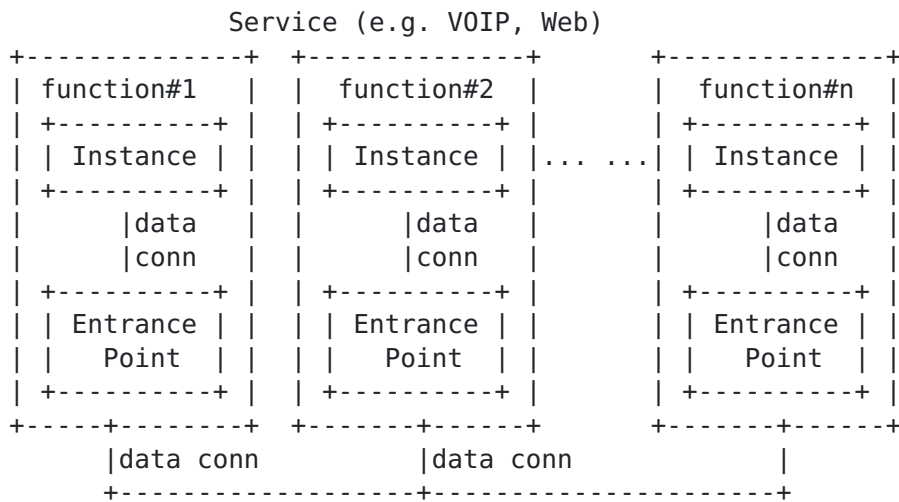 Service (e.g. VOIP, Web)
function#1 function#2 function#n
Instance Instance ... ... Instance
data data data
conn conn conn
Entrance Entrance Entrance
Point Point Point
data conn data conn